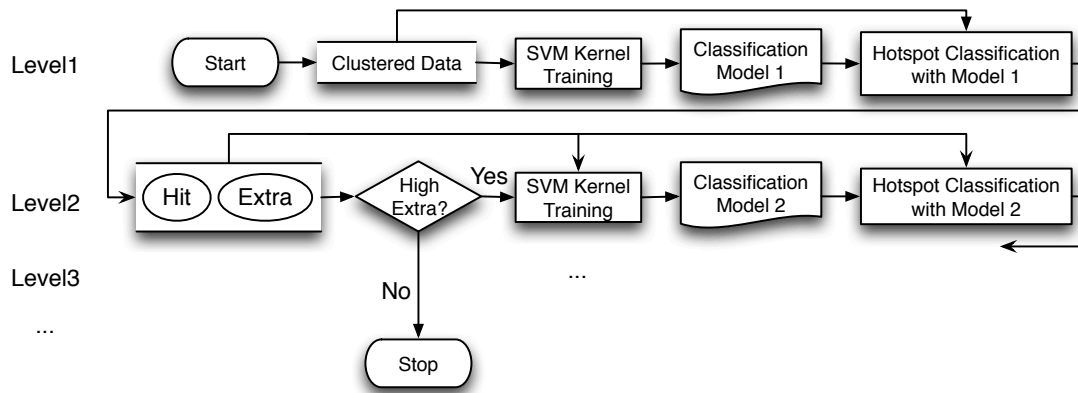 Level1
Start
Clustered Data
SVM Kernel
Training
Classification
Model 1
Hotspot Classification
with Model 1
Level2
Hit
Extra
High
Extra?
Yes
SVM Kernel
Training
Classification
Model 2
Hotspot Classification
with Model 2
Level3
...
No
...
Stop